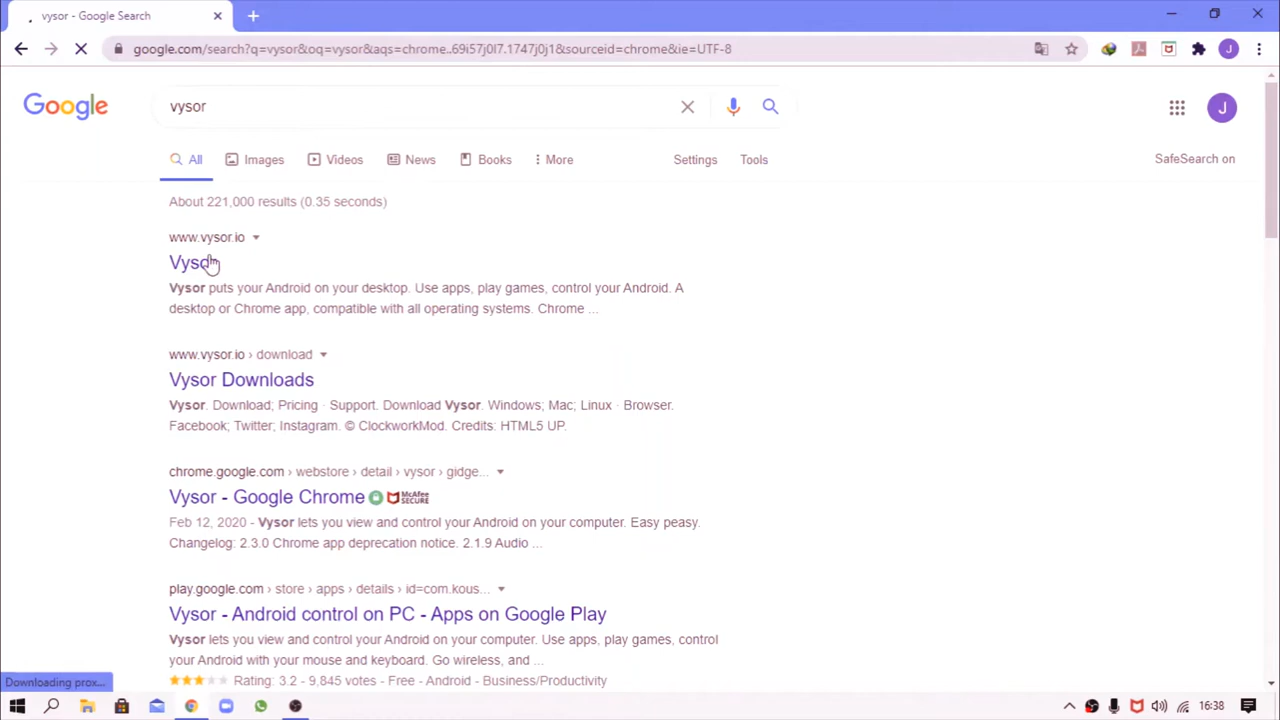 vysor - Google Search
google.com/search?q=vysor&oq=vysor&aqs=chrome..69i57j0l7.1747j0j1&sourceid=chrome&ie=UTF-8
J
Google
vysor
J
All
Images
Videos
News
Books
More
Settings
Tools
SafeSearch on
About 221,000 results (0.35 seconds)
www.vysor.io
Vysor
Vysor puts your Android on your desktop. Use apps, play games, control your Android. A
desktop or Chrome app, compatible with all operating systems. Chrome ...
www.vysor.io › download
Vysor Downloads
Vysor. Download; Pricing · Support. Download Vysor. Windows; Mac; Linux · Browser.
Facebook; Twitter; Instagram. © ClockworkMod. Credits: HTML5 UP.
chrome.google.com › webstore › detail › vysor › gidge...
Vysor - Google Chrome McAfee SECURE
Feb 12, 2020 - Vysor lets you view and control your Android on your computer. Easy peasy.
Changelog: 2.3.0 Chrome app deprecation notice. 2.1.9 Audio ...
play.google.com › store › apps › details › id=com.kous...
Vysor - Android control on PC - Apps on Google Play
Vysor lets you view and control your Android on your computer. Use apps, play games, control
your Android with your mouse and keyboard. Go wireless, and ...
Rating: 3.2 - 9,845 votes - Free - Android - Business/Productivity
Downloading prox...
16:38